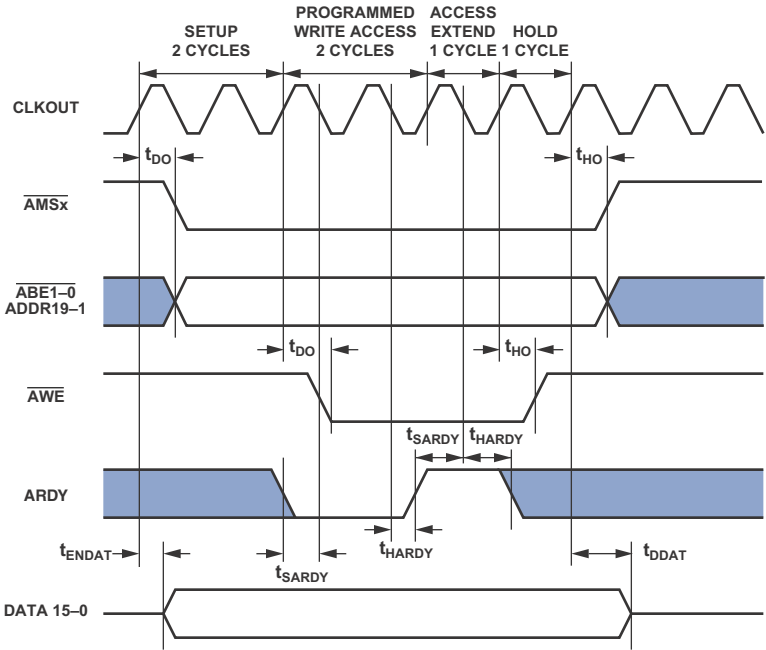 SETUP
2 CYCLES
PROGRAMMED
WRITE ACCESS
2 CYCLES
ACCESS
EXTEND
1 CYCLE
HOLD
1 CYCLE
CLKOUT
tDO
tHO
AMSx
ABE1–0
ADDR19–1
tDO
tHO
AWE
tSARDY
tHARDY
ARDY
tENDAT
tSARDY
tHARDY
tDDAT
DATA 15–0